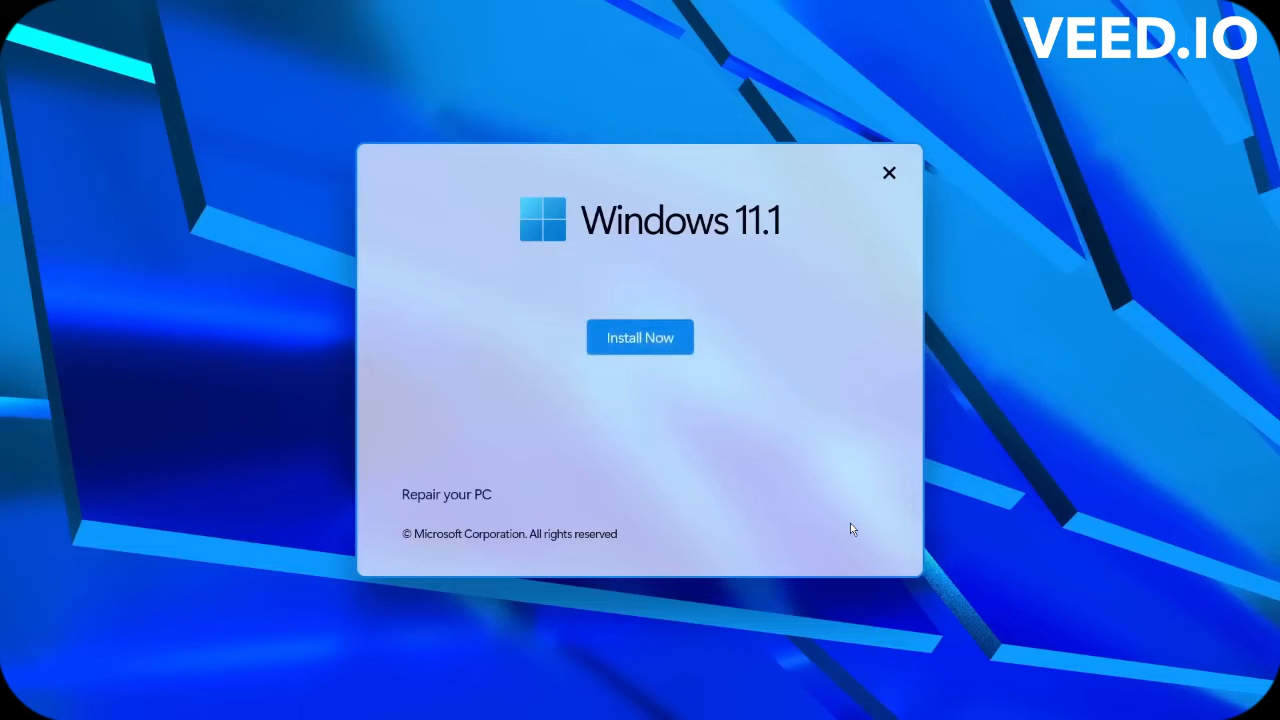 VEED.IO
Windows 11.1
Install Now
Repair your PC
© Microsoft Corporation. All rights reserved